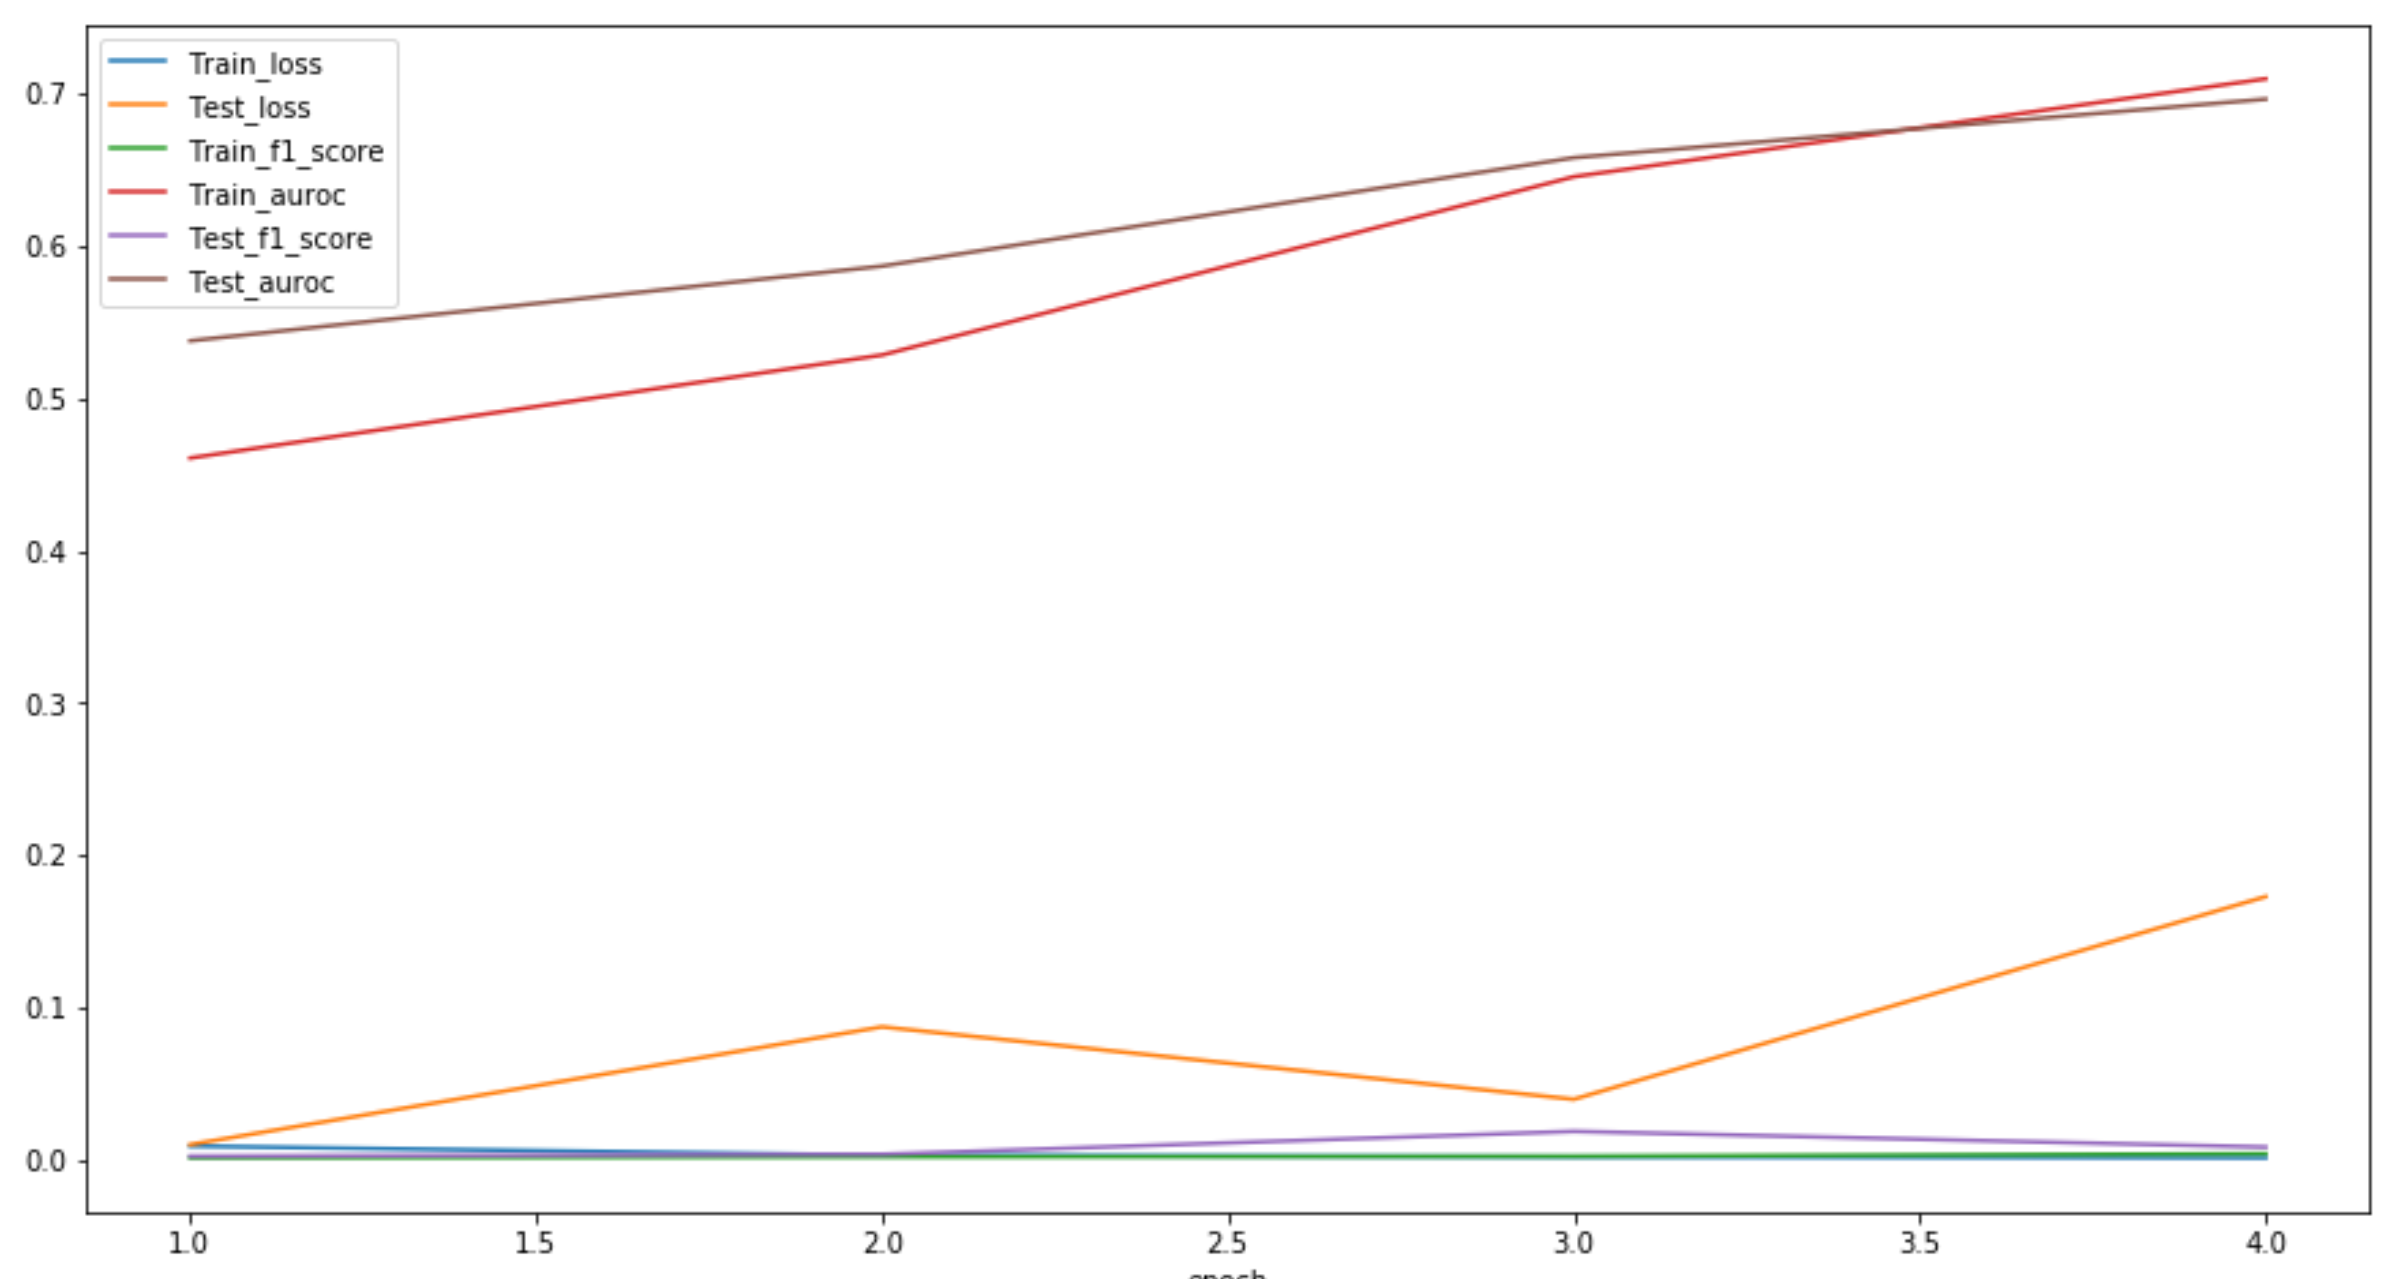 Train_loss
Test_loss
Train_f1_score
Train_auroc
Test_f1_score
Test_auroc
0.7
0.6
0.5
0.4
0.3
0.2
0.1
0.0
1.0 1.5 2.0 2.5 3.0 3.5 4.0
epoch